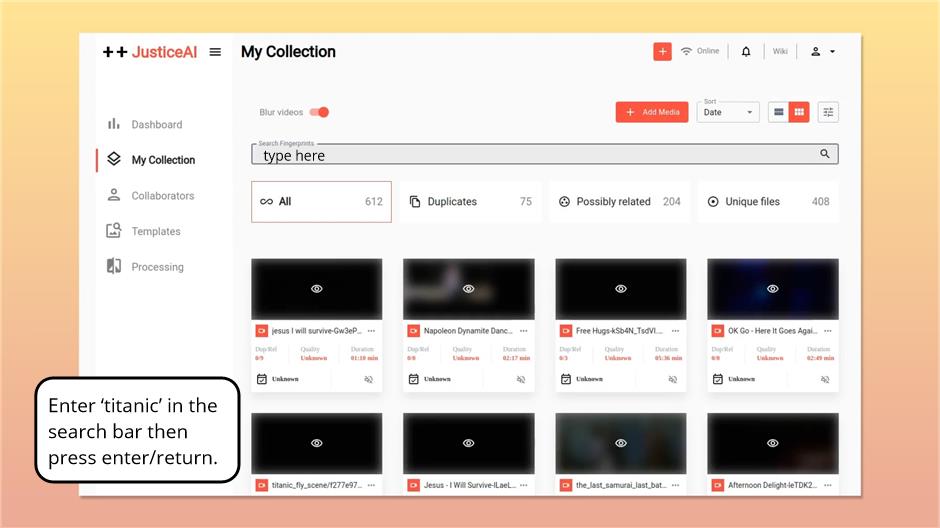 ++ JusticeAI
My Collection
Online
Wiki
Dashboard
My Collection
Collaborators
Templates
Processing
Blur videos
Add Media
Sort
Date
Search Fingerprints
type here
All 612
Duplicates 75
Possibly related 204
Unique files 408
jesus I will survive-Gw3eP...
Dup/Rel Quality Duration
0/9 Unknown 01:10 min
Unknown
Napoleon Dynamite Danc...
Dup/Rel Quality Duration
0/0 Unknown 02:17 min
Unknown
Free Hugs-kSb4N_TsdVI....
Dup/Rel Quality Duration
0/3 Unknown 05:36 min
Unknown
OK Go - Here It Goes Agai...
Dup/Rel Quality Duration
0/0 Unknown 02:49 min
Unknown
titanic_fly_scene/f277e97...
Jesus - I Will Survive-ILaeL...
the_last_samurai_last_bat...
Afternoon Delight-IeTDK2...
Enter ‘titanic’ in the
search bar then
press enter/return.